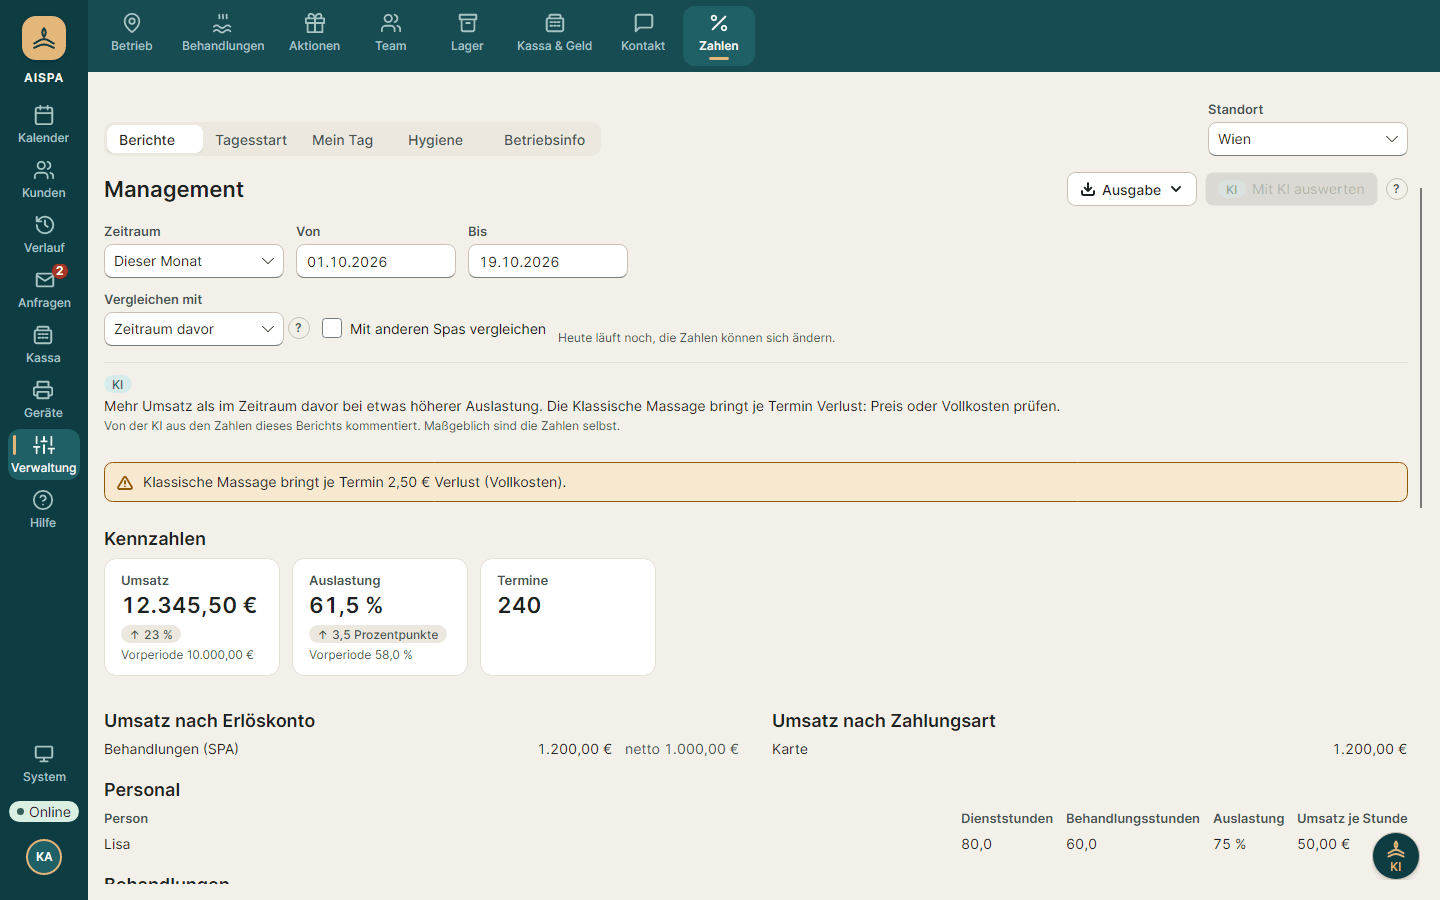 AISPA
Kalender
Kunden
Verlauf
2
Anfragen
Kassa
Geräte
Verwaltung
Hilfe
System
Online
KA
Betrieb
Behandlungen
Aktionen
Team
Lager
Kassa & Geld
Kontakt
Zahlen
Standort
Wien
Berichte
Tagesstart
Mein Tag
Hygiene
Betriebsinfo
Management
Ausgabe
KI Mit KI auswerten
?
Zeitraum
Von
Bis
Dieser Monat
01.10.2026
19.10.2026
Vergleichen mit
Zeitraum davor
?
Mit anderen Spas vergleichen
Heute läuft noch, die Zahlen können sich ändern.
KI
Mehr Umsatz als im Zeitraum davor bei etwas höherer Auslastung. Die Klassische Massage bringt je Termin Verlust: Preis oder Vollkosten prüfen.
Von der KI aus den Zahlen dieses Berichts kommentiert. Maßgeblich sind die Zahlen selbst.
Klassische Massage bringt je Termin 2,50 € Verlust (Vollkosten).
Kennzahlen
Umsatz
12.345,50 €
↑ 23 %
Vorperiode 10.000,00 €
Auslastung
61,5 %
↑ 3,5 Prozentpunkte
Vorperiode 58,0 %
Termine
240
Umsatz nach Erlöskonto
Behandlungen (SPA) 1.200,00 € netto 1.000,00 €
Umsatz nach Zahlungsart
Karte 1.200,00 €
Personal
Person Dienststunden Behandlungsstunden Auslastung Umsatz je Stunde
Lisa 80,0 60,0 75 % 50,00 €
Behandlungen
KI